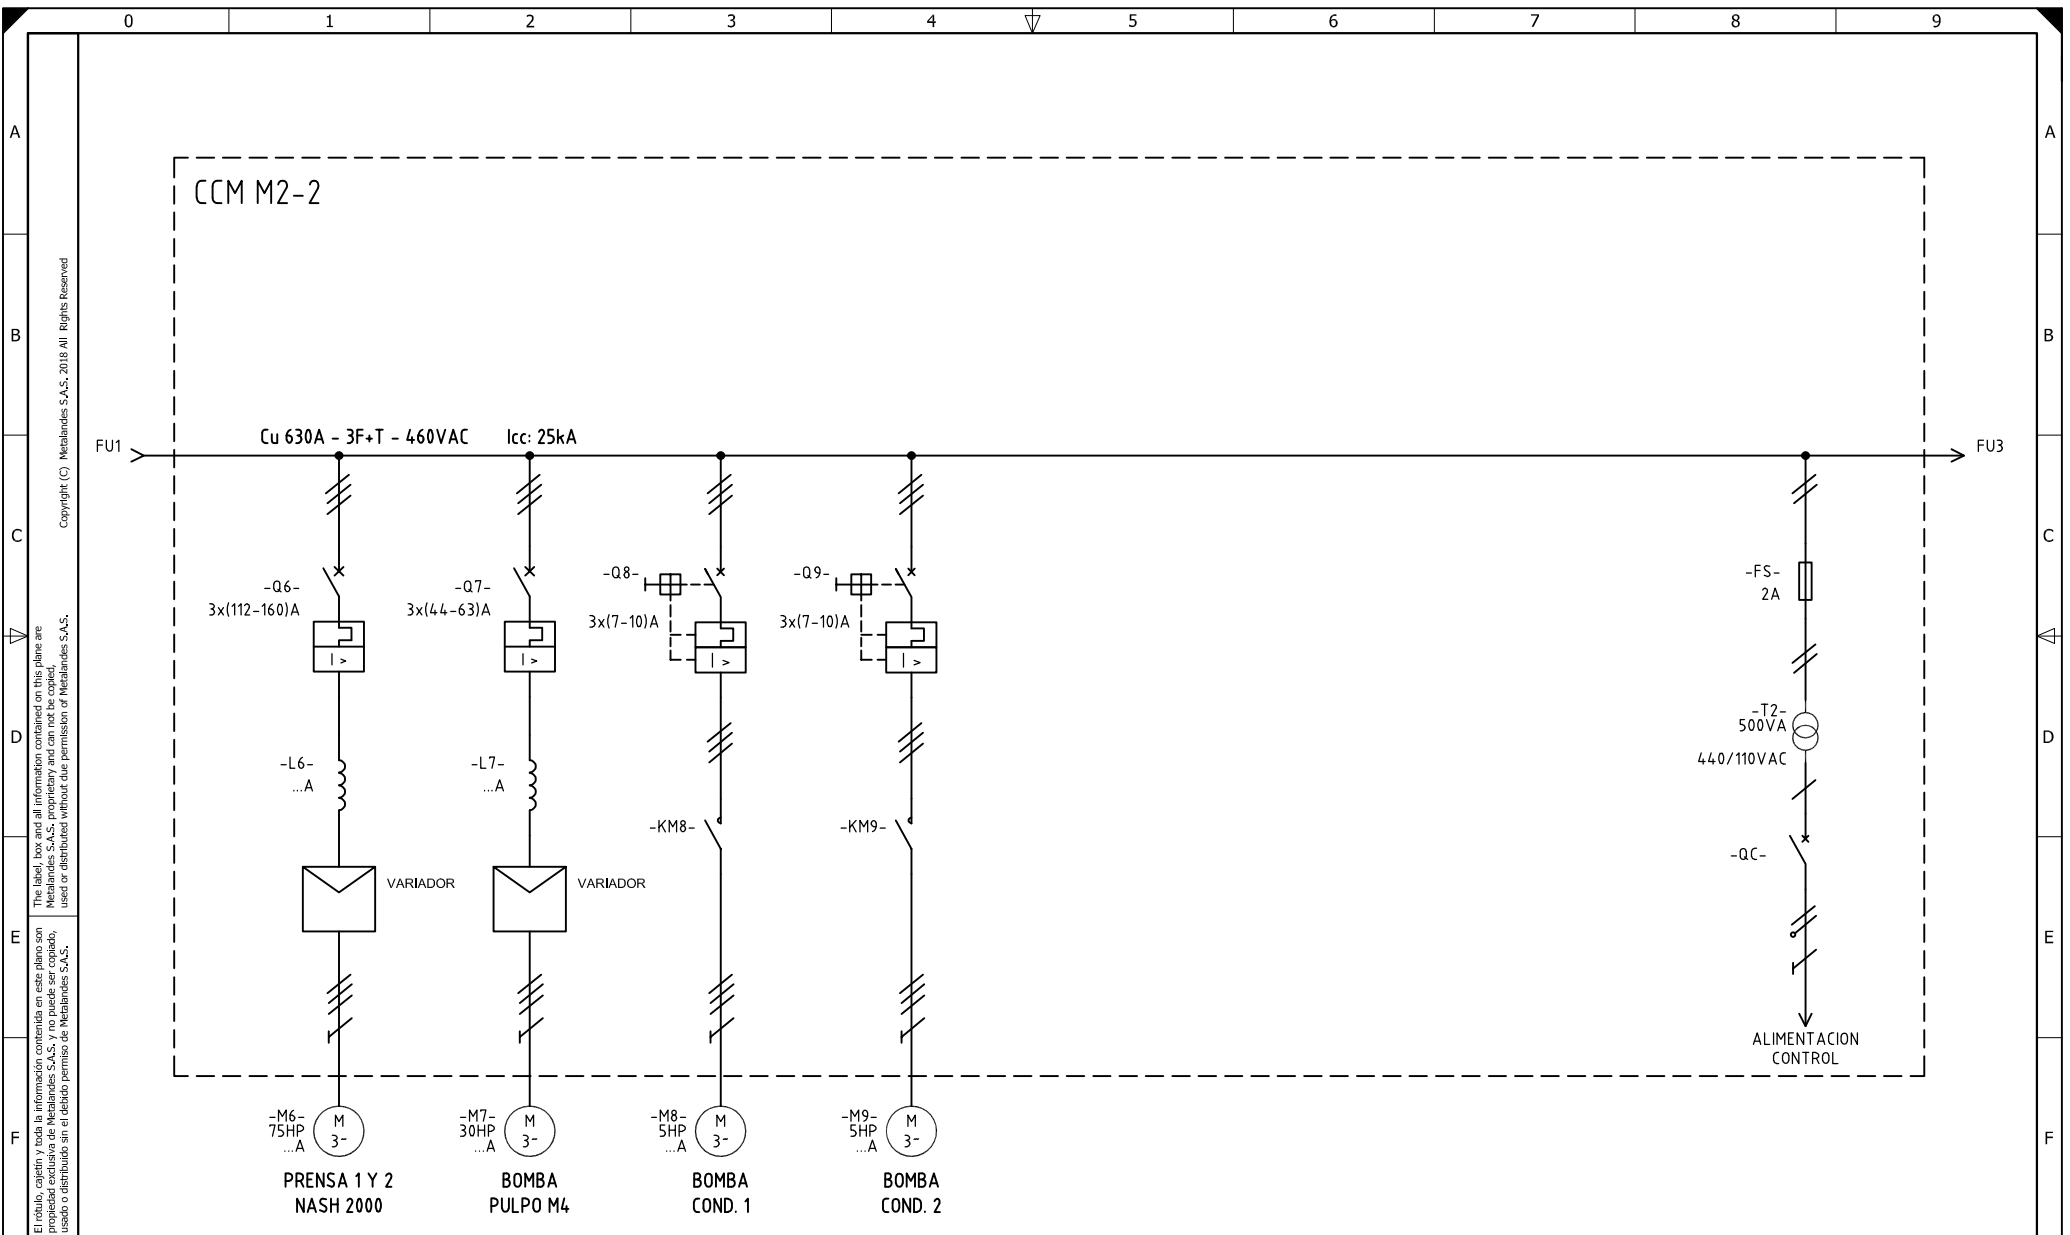 0 1 2 3 4 5 6 7 8 9
A A
B B
C C
D D
E E
F F
CCM M2-2
Copyright (C) Metalandes S.A.S. 2018 All Rights Reserved
The label, box and all information contained on this plane are
Metalandes S.A.S. proprietary and can not be copied,
used or distributed without due permission of Metalandes S.A.S.
El rótulo, cajetín y toda la información contenida en este plano son
propiedad exclusiva de Metalandes S.A.S. y no puede ser copiado,
usado o distribuido sin el debido permiso de Metalandes S.A.S.
FU1
Cu 630A - 3F+T - 460VAC Icc: 25kA
FU3
-Q6-
3x(112-160)A
I >
-L6-
...A
VARIADOR
-M6-
75HP
...A
M
3~
PRENSA 1 Y 2
NASH 2000
-Q7-
3x(44-63)A
I >
-L7-
...A
VARIADOR
-M7-
30HP
...A
M
3~
BOMBA
PULPO M4
-Q8-
3x(7-10)A
I >
-KM8-
-M8-
5HP
...A
M
3~
BOMBA
COND. 1
-Q9-
3x(7-10)A
I >
-KM9-
-M9-
5HP
...A
M
3~
BOMBA
COND. 2
-FS-
2A
-T2-
500VA
440/110VAC
-QC-
ALIMENTACION
CONTROL